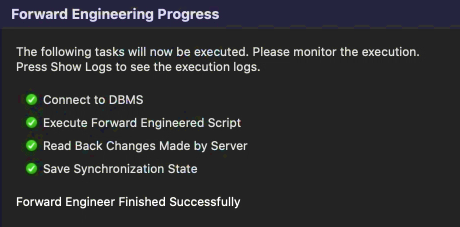 Forward Engineering Progress
The following tasks will now be executed. Please monitor the execution.
Press Show Logs to see the execution logs.
Connect to DBMS
Execute Forward Engineered Script
Read Back Changes Made by Server
Save Synchronization State
Forward Engineer Finished Successfully